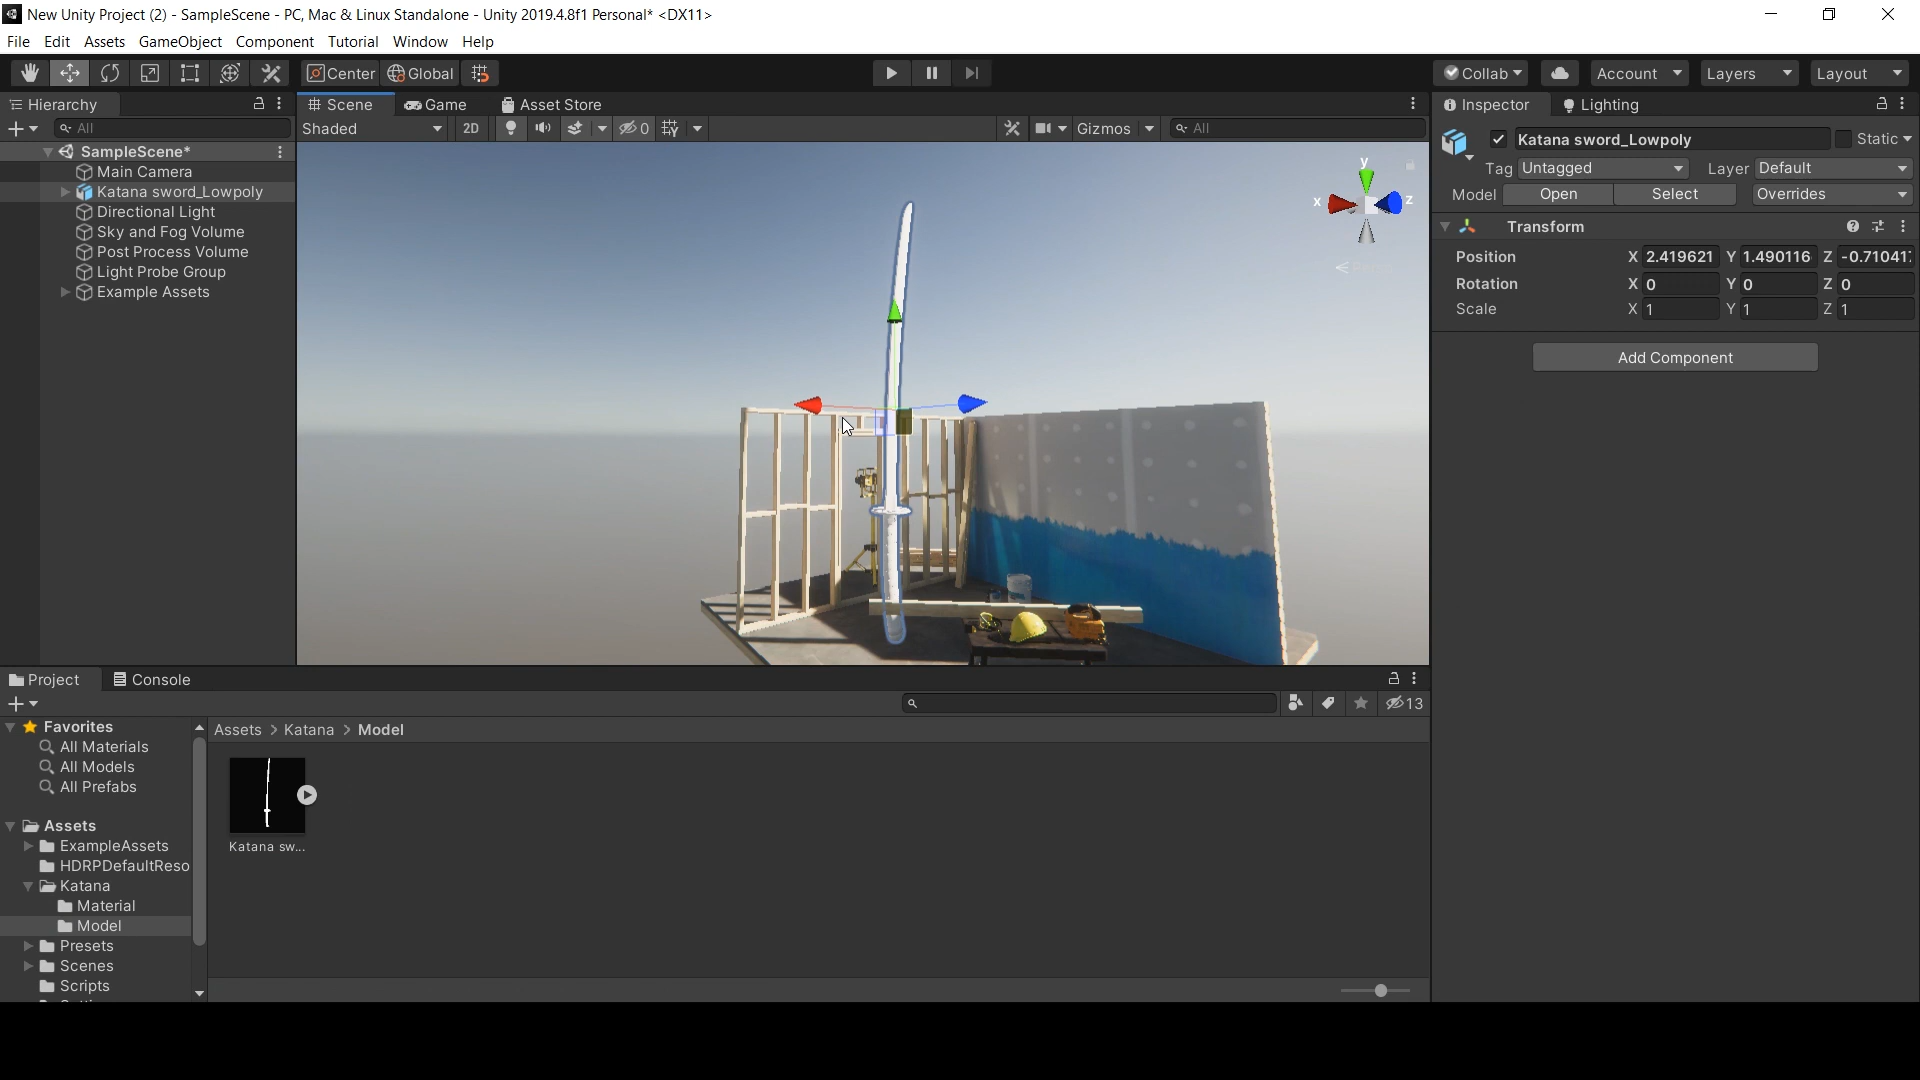 New Unity Project (2) - SampleScene - PC, Mac & Linux Standalone - Unity 2019.4.8f1 Personal* <DX11>
File Edit Assets GameObject Component Tutorial Window Help
Center Global Collab Account Layers Layout
Hierarchy
All
SampleScene*
Main Camera
Katana sword_Lowpoly
Directional Light
Sky and Fog Volume
Post Process Volume
Light Probe Group
Example Assets
Scene Game Asset Store
Shaded 2D 0 Gizmos All
y
x z
Inspector Lighting
Katana sword_Lowpoly Static
Tag Untagged Layer Default
Model Open Select Overrides
Transform
Position X 2.419621 Y 1.490116 Z -0.71041
Rotation X 0 Y 0 Z 0
Scale X 1 Y 1 Z 1
Add Component
Project Console
13
Favorites
All Materials
All Models
All Prefabs
Assets
ExampleAssets
HDRPDefaultReso
Katana
Material
Model
Presets
Scenes
Scripts
Assets > Katana > Model
Katana sw...